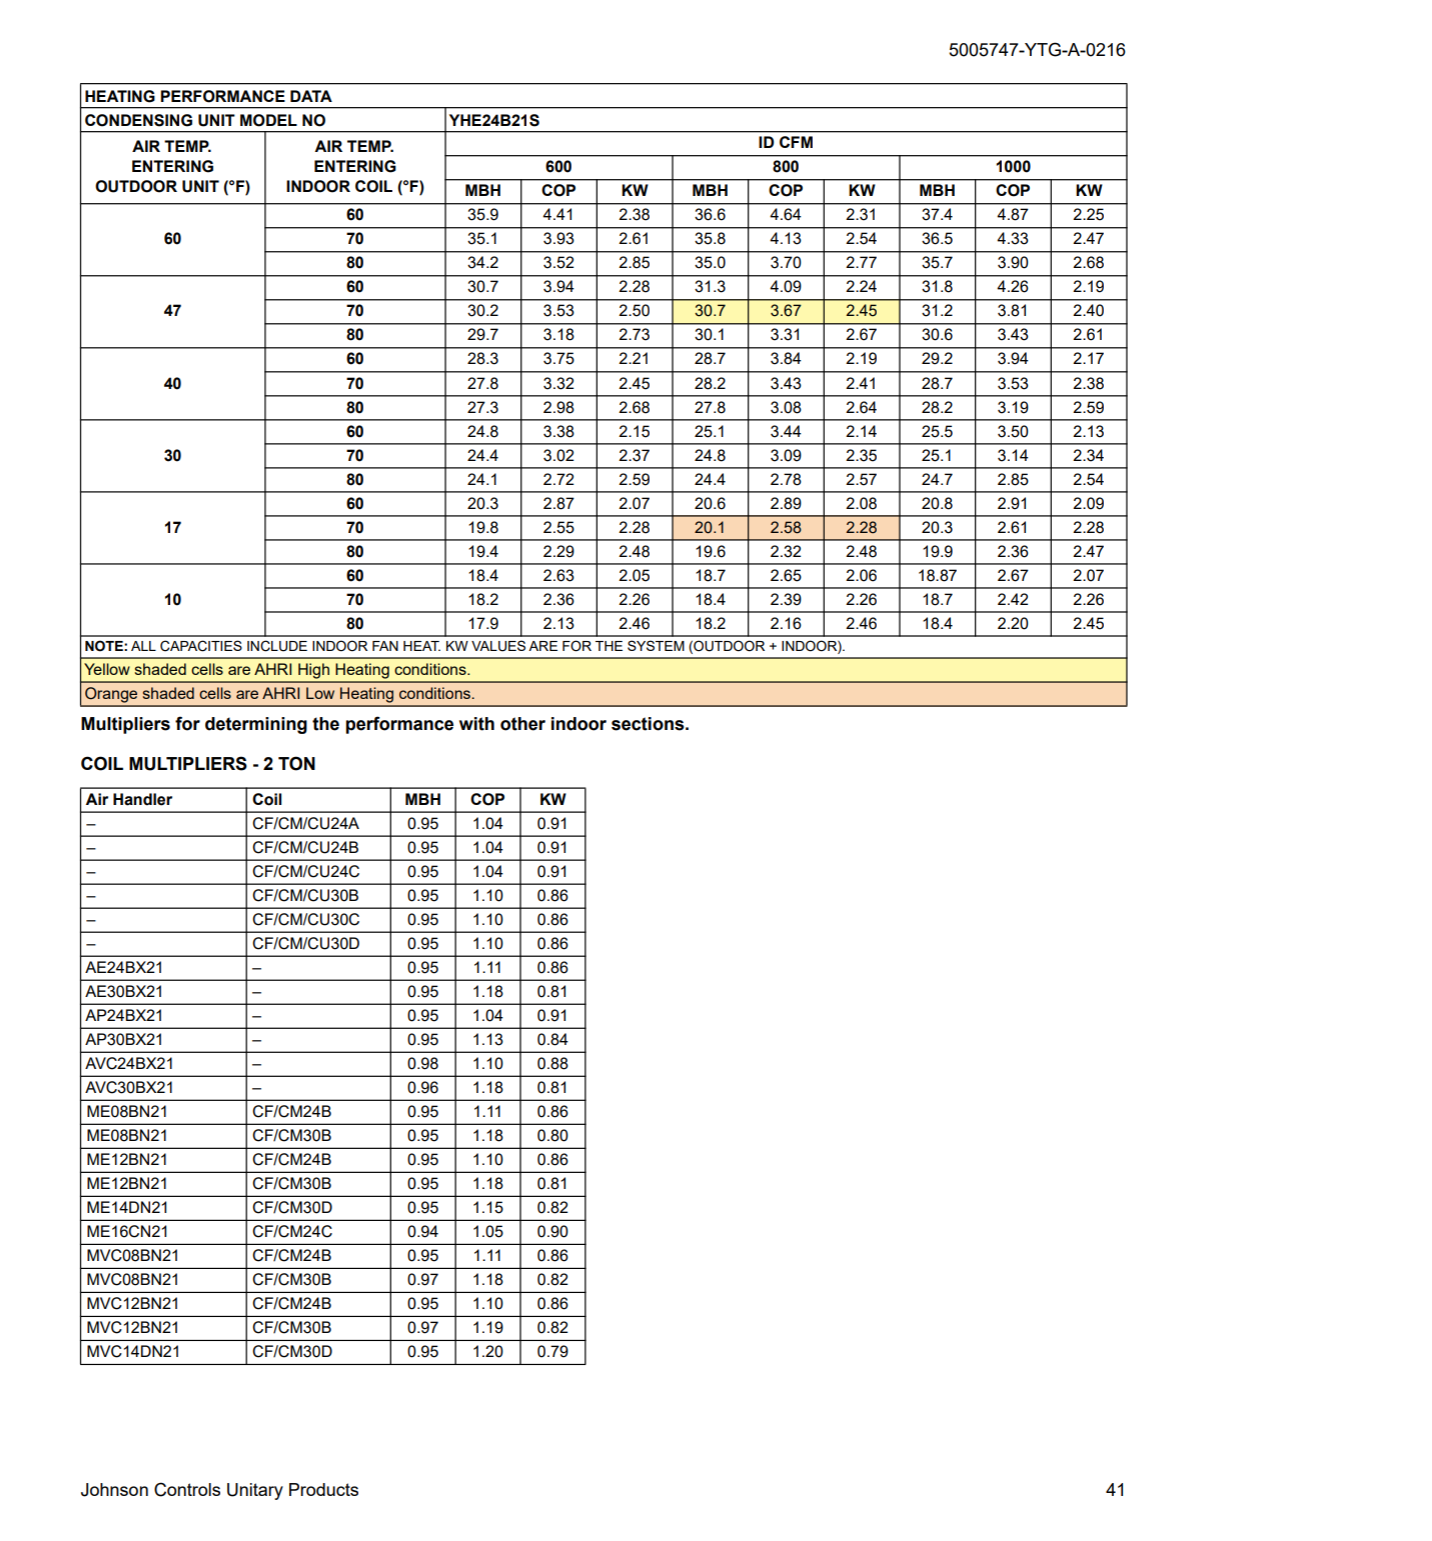 5005747-YTG-A-0216
HEATING PERFORMANCE DATA
CONDENSING UNIT MODEL NO YHE24B21S
AIR TEMP. ENTERING OUTDOOR UNIT (°F) AIR TEMP. ENTERING INDOOR COIL (°F) ID CFM
600 800 1000
MBH COP KW MBH COP KW MBH COP KW
60 60 35.9 4.41 2.38 36.6 4.64 2.31 37.4 4.87 2.25
70 35.1 3.93 2.61 35.8 4.13 2.54 36.5 4.33 2.47
80 34.2 3.52 2.85 35.0 3.70 2.77 35.7 3.90 2.68
47 60 30.7 3.94 2.28 31.3 4.09 2.24 31.8 4.26 2.19
70 30.2 3.53 2.50 30.7 3.67 2.45 31.2 3.81 2.40
80 29.7 3.18 2.73 30.1 3.31 2.67 30.6 3.43 2.61
40 60 28.3 3.75 2.21 28.7 3.84 2.19 29.2 3.94 2.17
70 27.8 3.32 2.45 28.2 3.43 2.41 28.7 3.53 2.38
80 27.3 2.98 2.68 27.8 3.08 2.64 28.2 3.19 2.59
30 60 24.8 3.38 2.15 25.1 3.44 2.14 25.5 3.50 2.13
70 24.4 3.02 2.37 24.8 3.09 2.35 25.1 3.14 2.34
80 24.1 2.72 2.59 24.4 2.78 2.57 24.7 2.85 2.54
17 60 20.3 2.87 2.07 20.6 2.89 2.08 20.8 2.91 2.09
70 19.8 2.55 2.28 20.1 2.58 2.28 20.3 2.61 2.28
80 19.4 2.29 2.48 19.6 2.32 2.48 19.9 2.36 2.47
10 60 18.4 2.63 2.05 18.7 2.65 2.06 18.87 2.67 2.07
70 18.2 2.36 2.26 18.4 2.39 2.26 18.7 2.42 2.26
80 17.9 2.13 2.46 18.2 2.16 2.46 18.4 2.20 2.45
NOTE: ALL CAPACITIES INCLUDE INDOOR FAN HEAT. KW VALUES ARE FOR THE SYSTEM (OUTDOOR + INDOOR).
Yellow shaded cells are AHRI High Heating conditions.
Orange shaded cells are AHRI Low Heating conditions.
Multipliers for determining the performance with other indoor sections.
COIL MULTIPLIERS - 2 TON
Air Handler Coil MBH COP KW
– CF/CM/CU24A 0.95 1.04 0.91
– CF/CM/CU24B 0.95 1.04 0.91
– CF/CM/CU24C 0.95 1.04 0.91
– CF/CM/CU30B 0.95 1.10 0.86
– CF/CM/CU30C 0.95 1.10 0.86
– CF/CM/CU30D 0.95 1.10 0.86
AE24BX21 – 0.95 1.11 0.86
AE30BX21 – 0.95 1.18 0.81
AP24BX21 – 0.95 1.04 0.91
AP30BX21 – 0.95 1.13 0.84
AVC24BX21 – 0.98 1.10 0.88
AVC30BX21 – 0.96 1.18 0.81
ME08BN21 CF/CM24B 0.95 1.11 0.86
ME08BN21 CF/CM30B 0.95 1.18 0.80
ME12BN21 CF/CM24B 0.95 1.10 0.86
ME12BN21 CF/CM30B 0.95 1.18 0.81
ME14DN21 CF/CM30D 0.95 1.15 0.82
ME16CN21 CF/CM24C 0.94 1.05 0.90
MVC08BN21 CF/CM24B 0.95 1.11 0.86
MVC08BN21 CF/CM30B 0.97 1.18 0.82
MVC12BN21 CF/CM24B 0.95 1.10 0.86
MVC12BN21 CF/CM30B 0.97 1.19 0.82
MVC14DN21 CF/CM30D 0.95 1.20 0.79
Johnson Controls Unitary Products 41